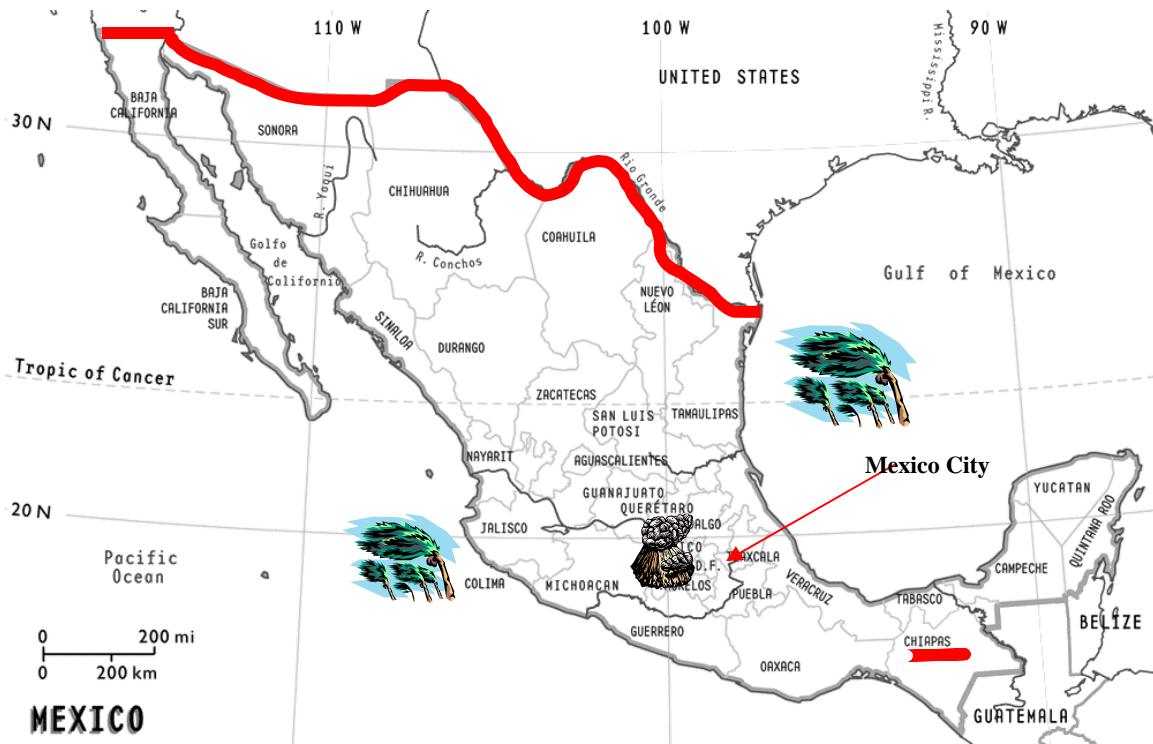 110 W
100 W
90 W
UNITED STATES
Mississippi R.
BAJA
CALIFORNIA
30 N
SONORA
R. Yaqui
CHIHUAHUA
Rio Grande
R. Conchos
COAHUILA
Golfo
de
California
Gulf of Mexico
BAJA
CALIFORNIA
SUR
NUEVO
LÉON
SINALOA
DURANGO
Tropic of Cancer
ZACATECAS
SAN LUIS
POTOSI
TAMAULIPAS
NAYARIT
AGUASCALIENTES
Mexico City
GUANAJUATO
QUERÉTARO
YUCATAN
QUINTANA ROO
20 N
JALISCO
D.F.
Pacific
Ocean
COLIMA
MICHOACAN
PUEBLA
VERACRUZ
CAMPECHE
TABASCO
BELIZE
0 200 mi
0 200 km
GUERRERO
CHIAPAS
OAXACA
MEXICO
GUATEMALA